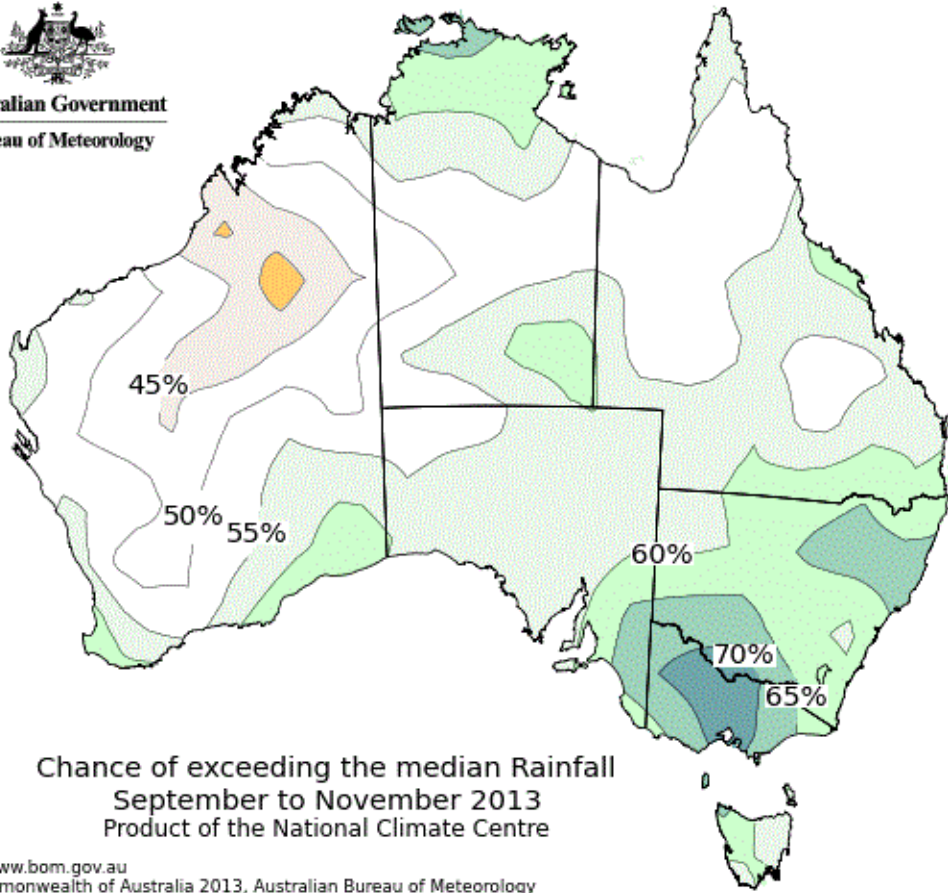 alian Government
eau of Meteorology
45%
50%
55%
60%
70%
65%
Chance of exceeding the median Rainfall
September to November 2013
Product of the National Climate Centre
ww.bom.gov.au
monwealth of Australia 2013, Australian Bureau of Meteorology